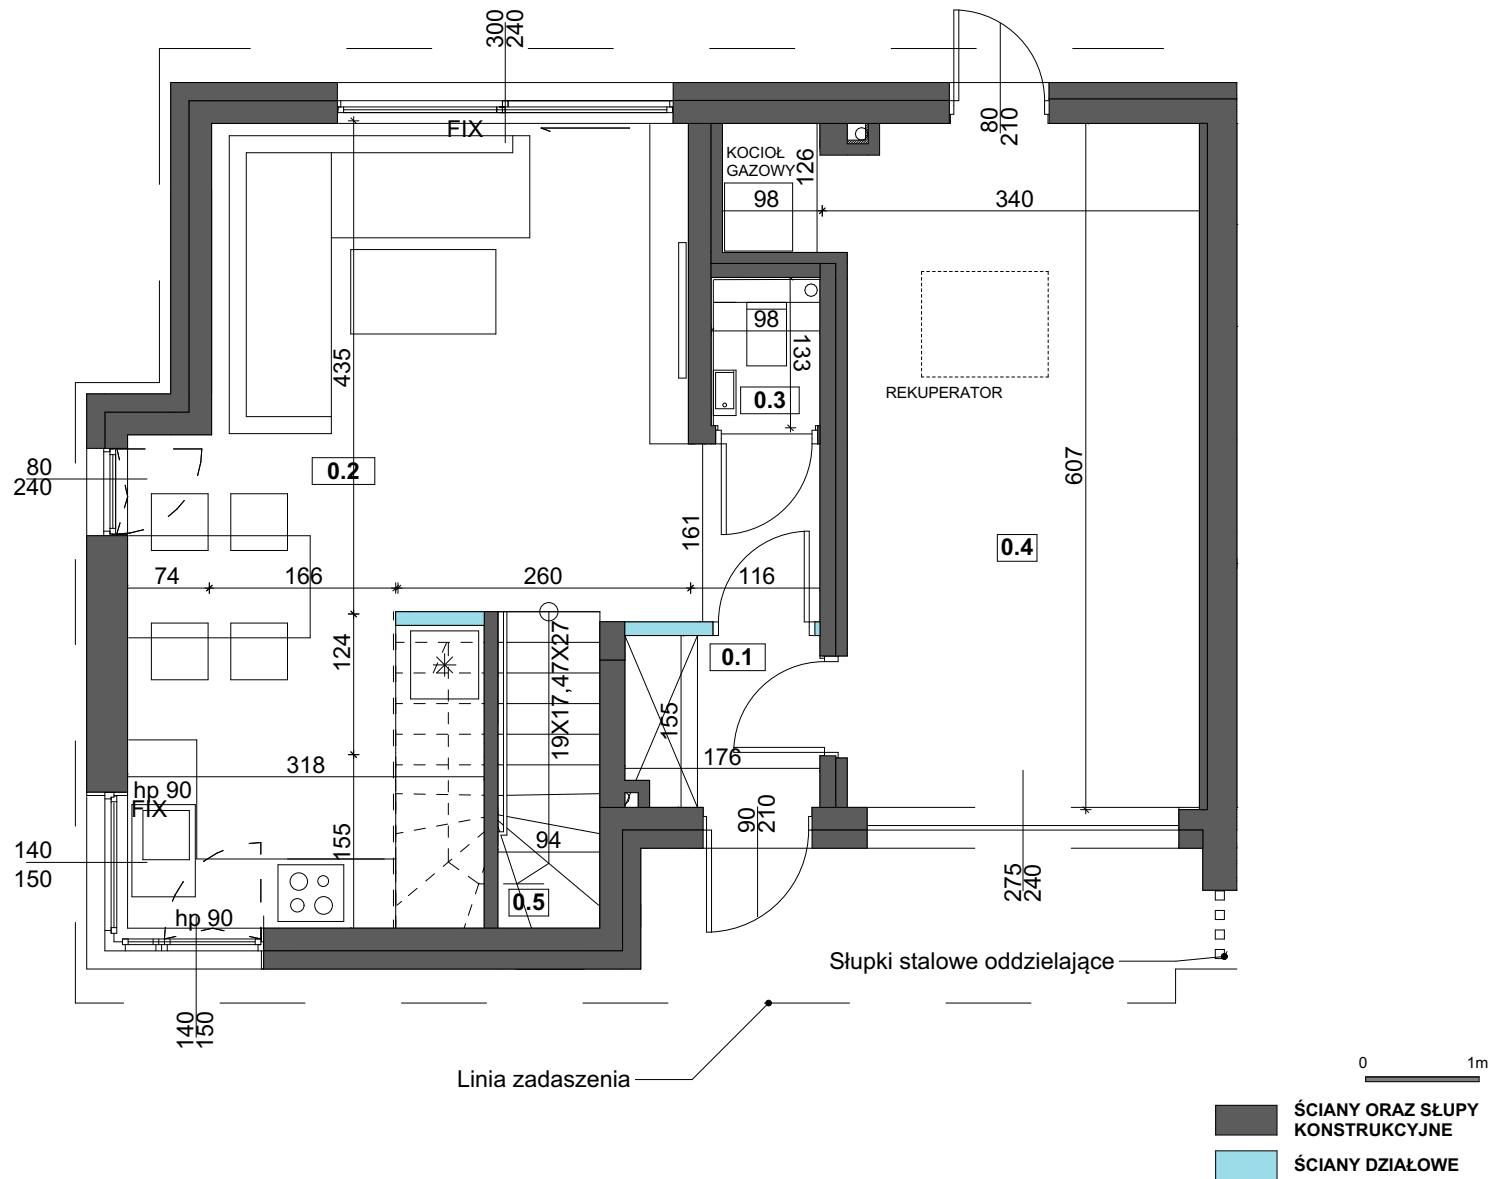 300
240
FIX
80
210
KOCIOŁ
GAZOWY
126
98
340
98
133
435
REKUPERATOR
0.3
0.2
80
240
607
161
0.4
74
166
260
116
124
19X17,47X27
0.1
155
176
318
hp 90
FIX
90
210
155
94
140
150
275
240
0.5
hp 90
Słupki stalowe oddzielające
140
150
Linia zadaszenia
0 1m
ŚCIANY ORAZ SŁUPY
KONSTRUKCYJNE
ŚCIANY DZIAŁOWE